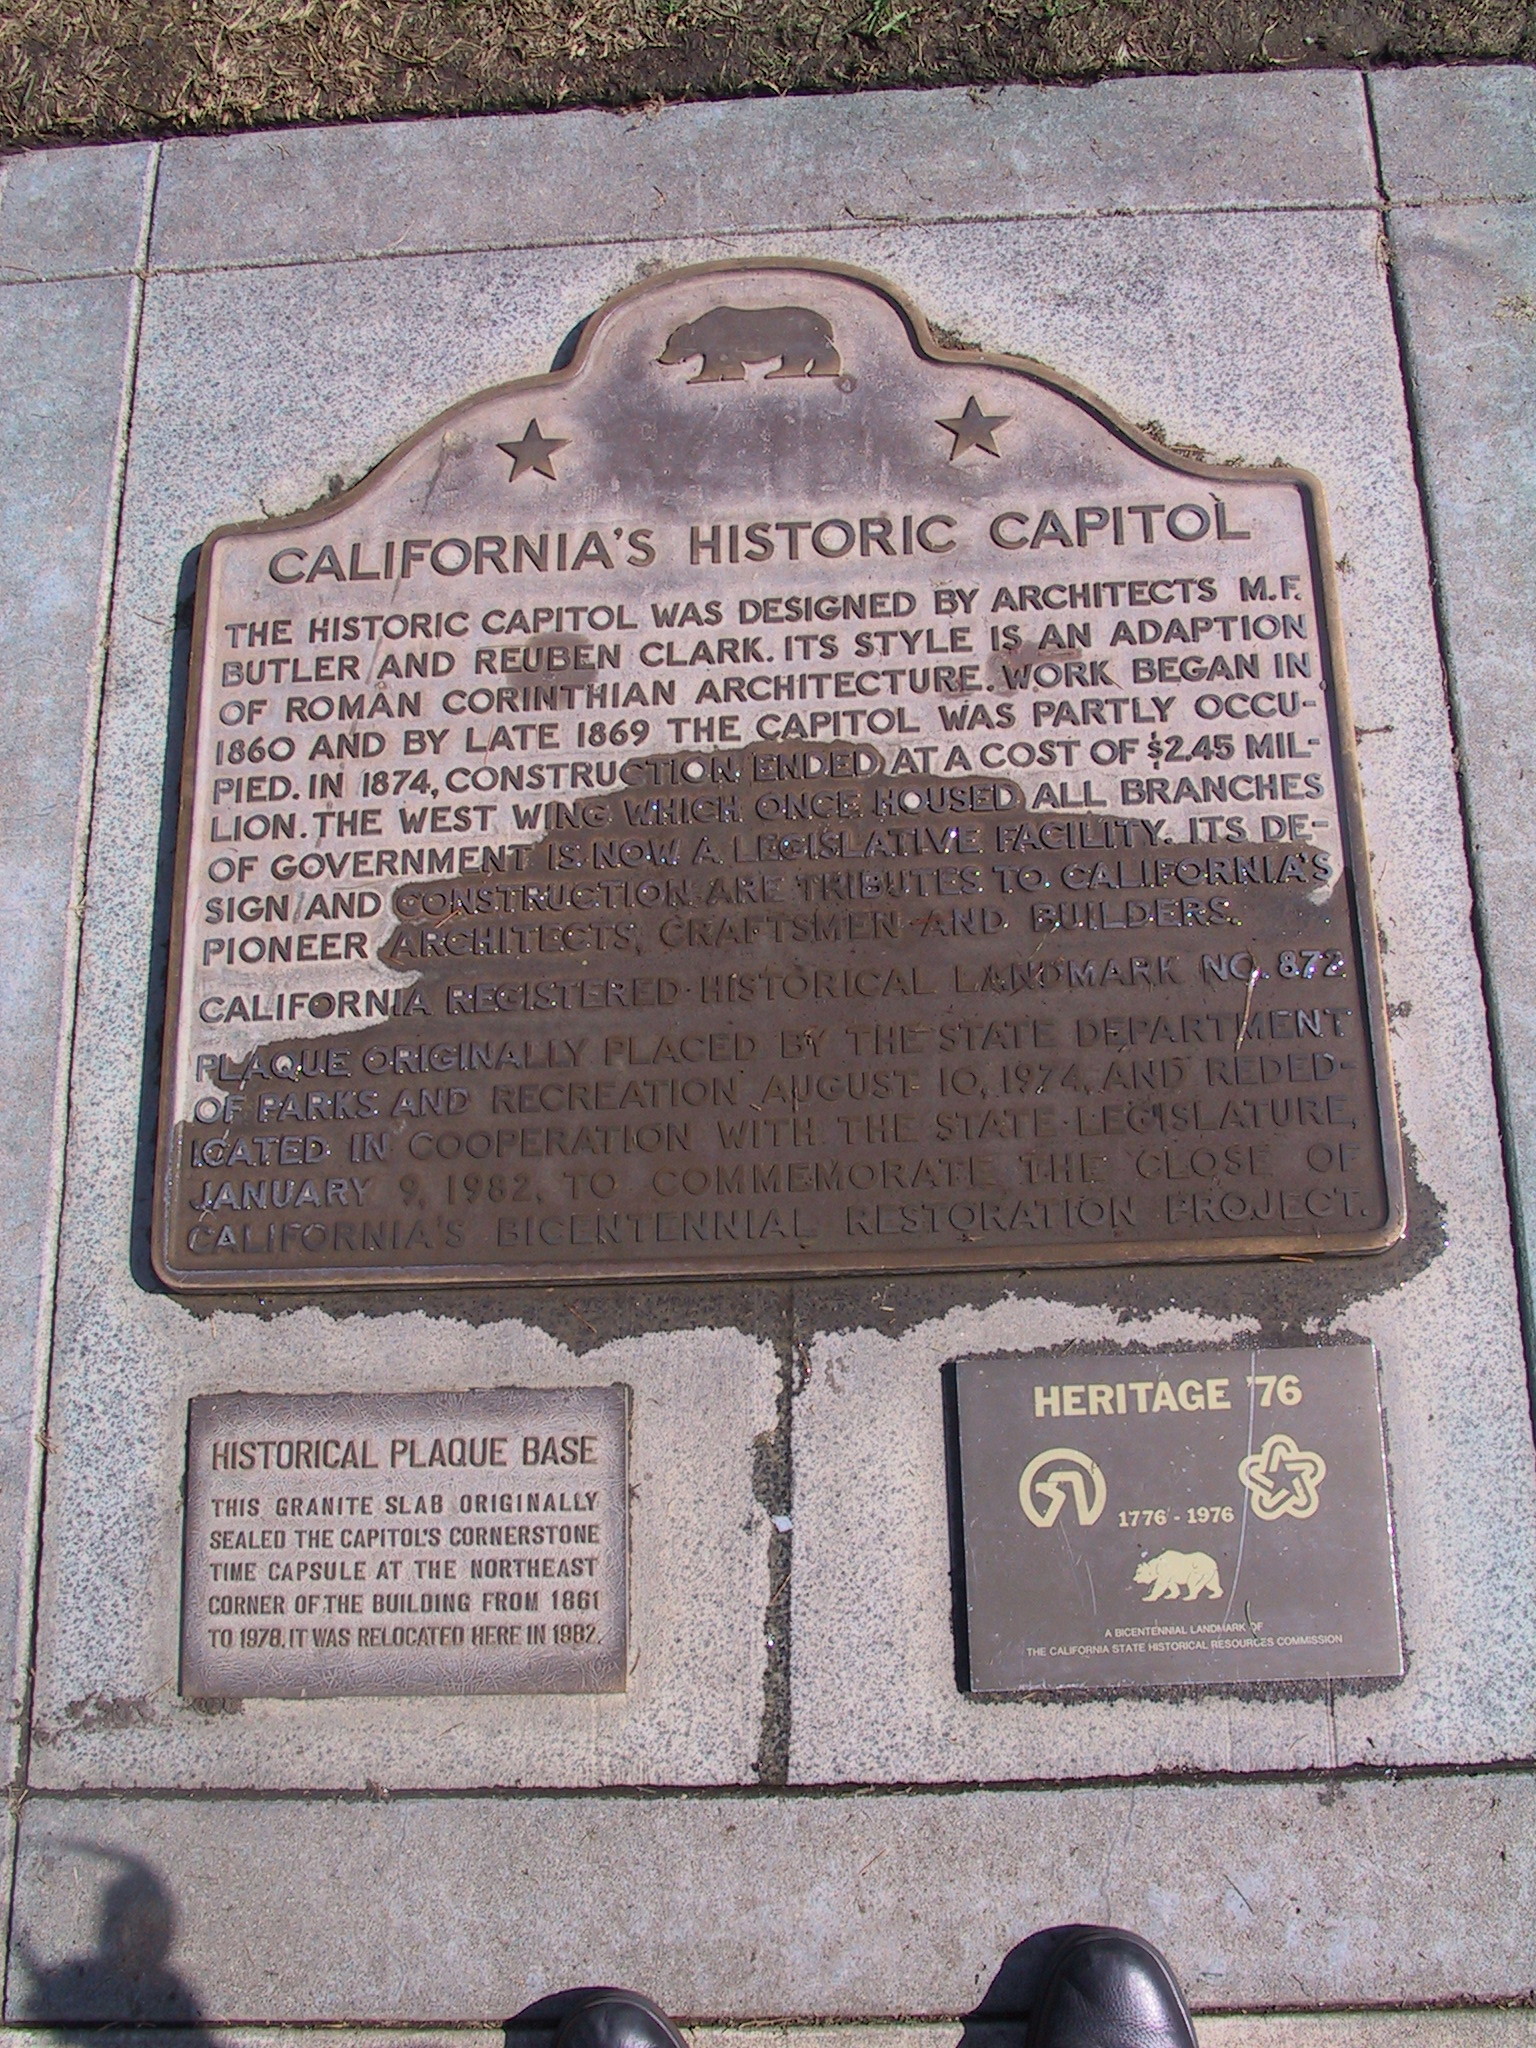 CALIFORNIA'S HISTORIC CAPITOL
THE HISTORIC CAPITOL WAS DESIGNED BY ARCHITECTS M.F.
BUTLER AND REUBEN CLARK. ITS STYLE IS AN ADAPTION
OF ROMAN CORINTHIAN ARCHITECTURE. WORK BEGAN IN
1860 AND BY LATE 1869 THE CAPITOL WAS PARTLY OCCU-
PIED. IN 1874, CONSTRUCTION ENDED AT A COST OF $2.45 MIL-
LION. THE WEST WING WHICH ONCE HOUSED ALL BRANCHES
OF GOVERNMENT IS NOW A LEGISLATIVE FACILITY. ITS DE-
SIGN AND CONSTRUCTION ARE TRIBUTES TO CALIFORNIA'S
PIONEER ARCHITECTS, CRAFTSMEN AND BUILDERS.
CALIFORNIA REGISTERED HISTORICAL LANDMARK NO. 872
PLAQUE ORIGINALLY PLACED BY THE STATE DEPARTMENT
OF PARKS AND RECREATION AUGUST 10, 1974, AND REDED-
ICATED IN COOPERATION WITH THE STATE LEGISLATURE,
JANUARY 9, 1982, TO COMMEMORATE THE CLOSE OF
CALIFORNIA'S BICENTENNIAL RESTORATION PROJECT.
HISTORICAL PLAQUE BASE
THIS GRANITE SLAB ORIGINALLY
SEALED THE CAPITOL'S CORNERSTONE
TIME CAPSULE AT THE NORTHEAST
CORNER OF THE BUILDING FROM 1861
TO 1978. IT WAS RELOCATED HERE IN 1982.
HERITAGE '76
1776 - 1976
A BICENTENNIAL LANDMARK OF
THE CALIFORNIA STATE HISTORICAL RESOURCES COMMISSION